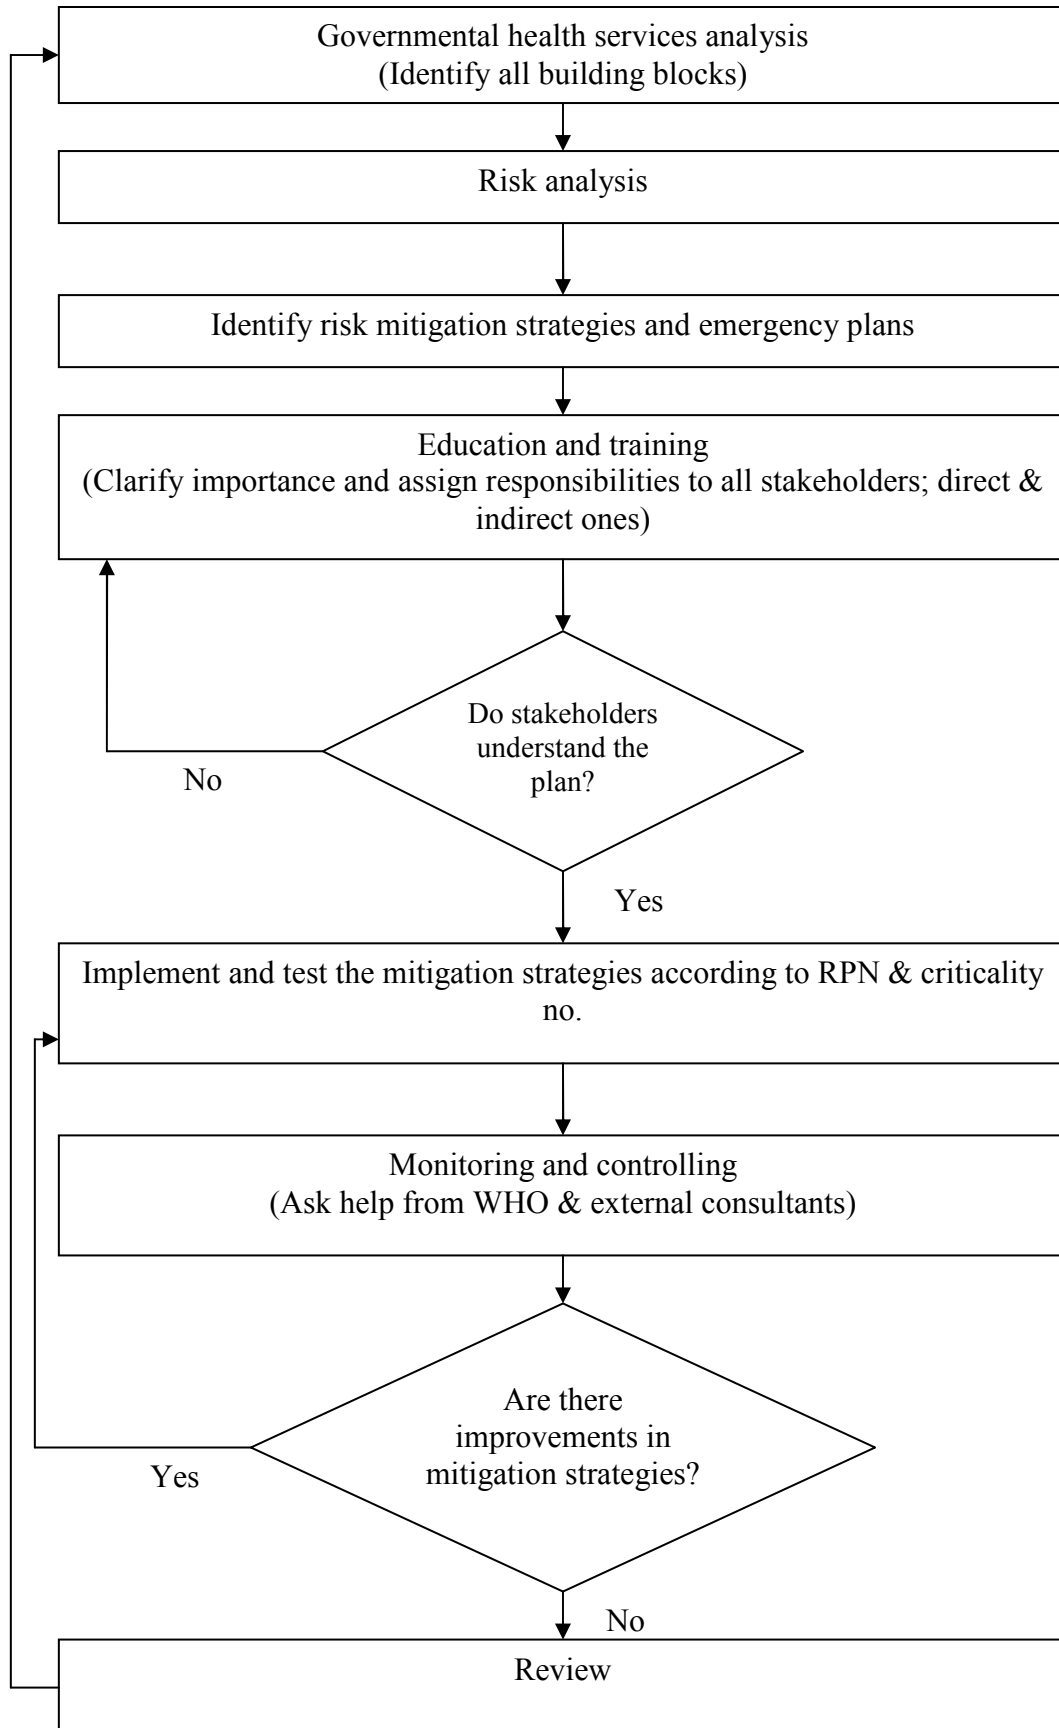 Governmental health services analysis
(Identify all building blocks)
Risk analysis
Identify risk mitigation strategies and emergency plans
Education and training
(Clarify importance and assign responsibilities to all stakeholders; direct &
indirect ones)
Do stakeholders
understand the
plan?
No
Yes
Implement and test the mitigation strategies according to RPN & criticality
no.
Monitoring and controlling
(Ask help from WHO & external consultants)
Are there
improvements in
mitigation strategies?
Yes
No
Review